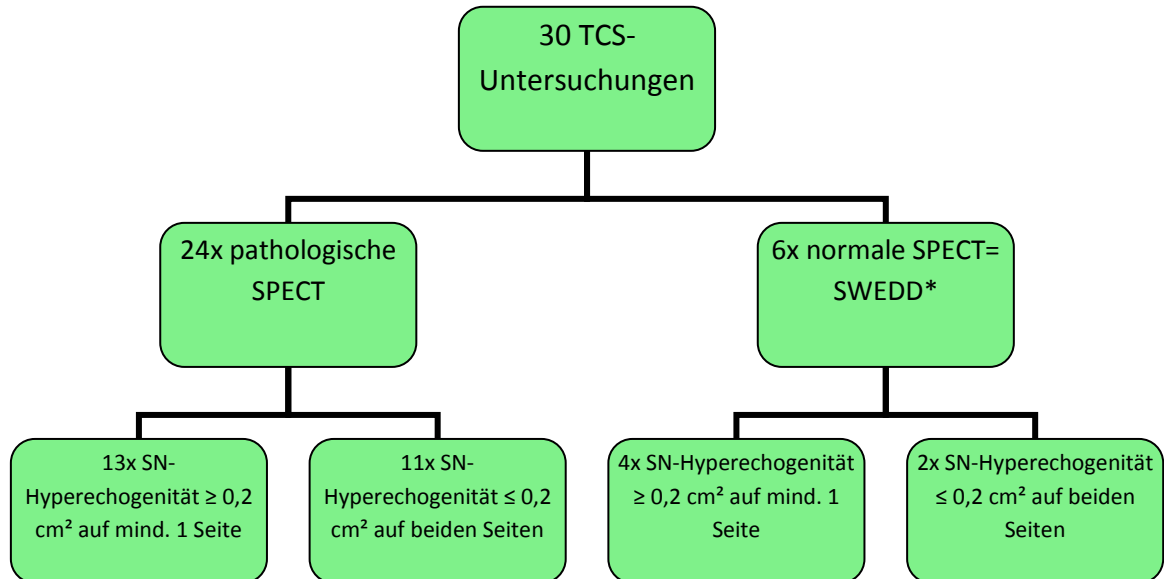 30 TCS-
Untersuchungen
24x pathologische
SPECT
6x normale SPECT=
SWEDD*
13x SN-
Hyperechogenität ≥ 0,2
cm² auf mind. 1 Seite
11x SN-
Hyperechogenität ≤ 0,2
cm² auf beiden Seiten
4x SN-Hyperechogenität
≥ 0,2 cm² auf mind. 1
Seite
2x SN-Hyperechogenität
≤ 0,2 cm² auf beiden
Seiten